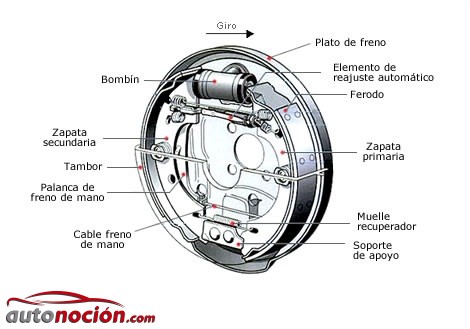 Giro
Plato de freno
Elemento de
reajuste automático
Bombín
Ferodo
Zapata
secundaria
Zapata
primaria
Tambor
Palanca de
freno de mano
Muelle
recuperador
Cable freno
de mano
Soporte
de apoyo
autonoción.com